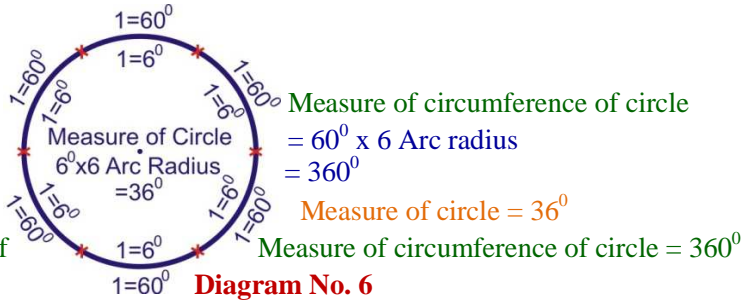 1=60⁰
1=6⁰
1=60⁰
1=6⁰
1=60⁰
1=6⁰
Measure of Circle
6⁰x6 Arc Radius
=36⁰
1=60⁰
1=6⁰
1=60⁰
1=6⁰
1=6⁰
1=60⁰
Measure of circumference of circle
= 60⁰ x 6 Arc radius
= 360⁰
Measure of circle = 36⁰
of
Measure of circumference of circle = 360⁰
Diagram No. 6